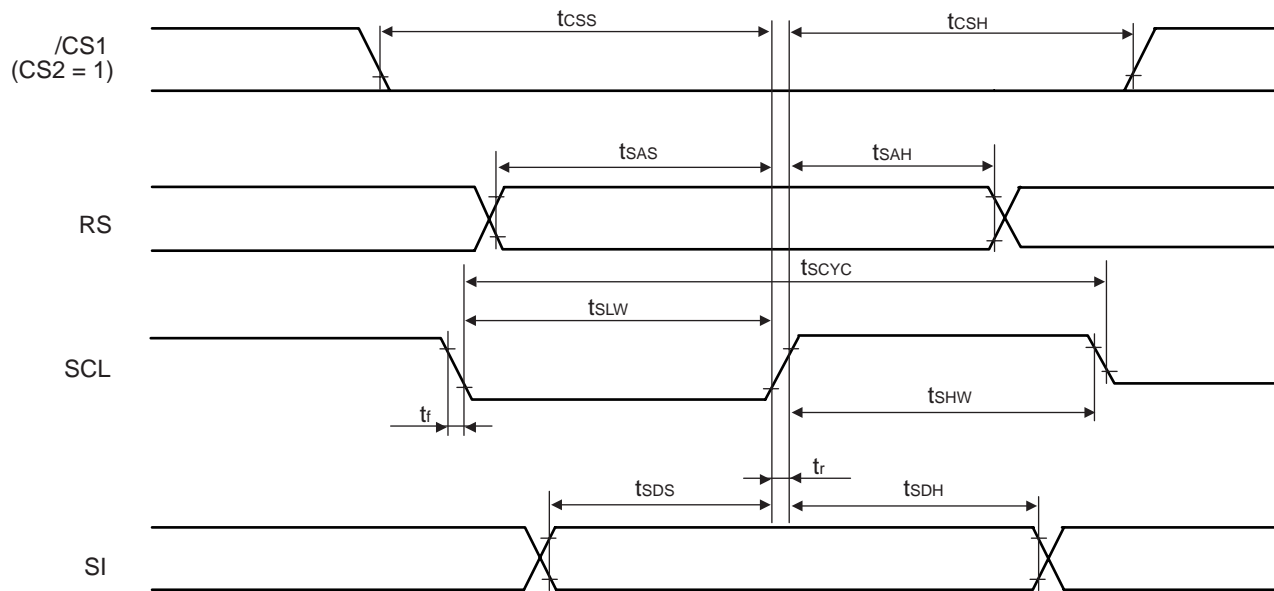 tCSS
tCSH
/CS1
(CS2 = 1)
tSAS
tSAH
RS
tSCYC
tSLW
SCL
tSHW
tf
tr
tSDS
tSDH
SI